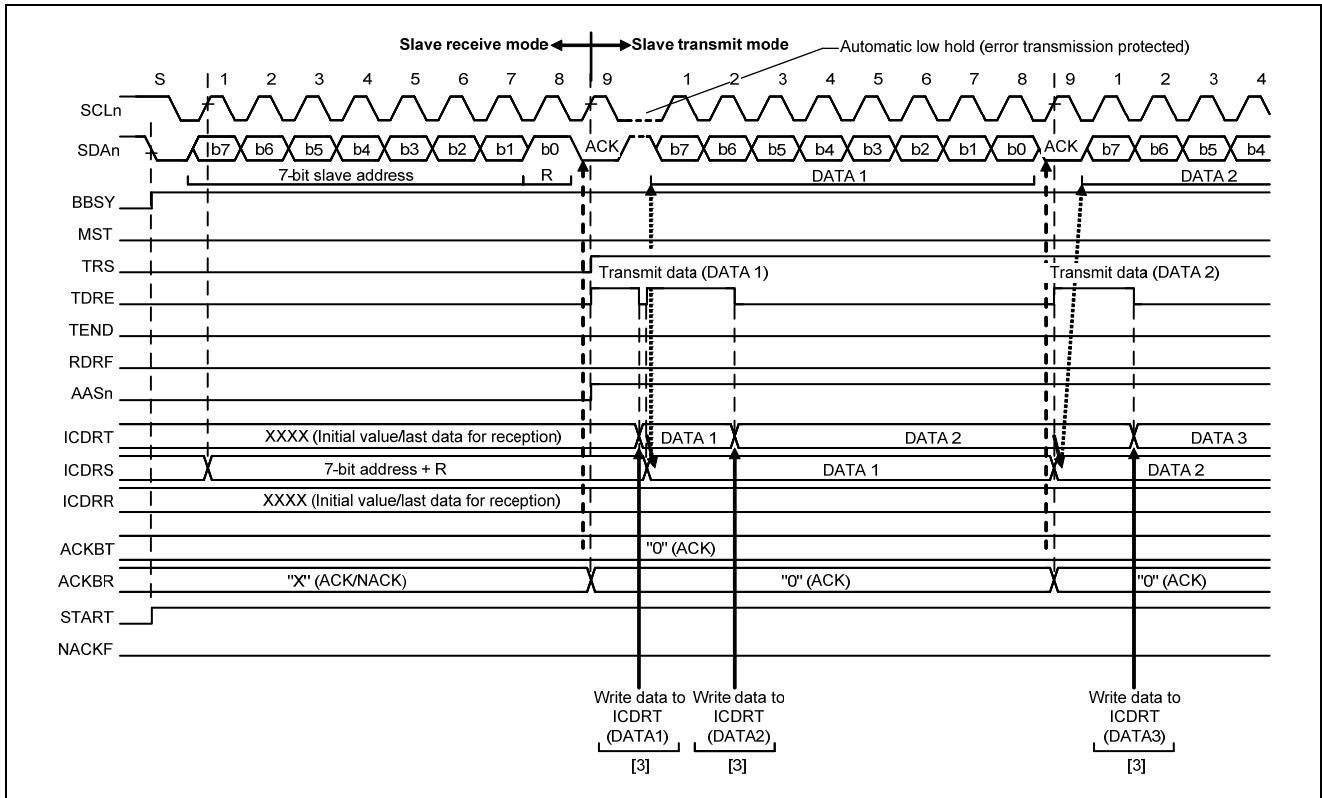 Slave receive mode Slave transmit mode Automatic low hold (error transmission protected)
S 1 2 3 4 5 6 7 8 9 1 2 3 4 5 6 7 8 9 1 2 3 4
SCLn
SDAn b7 b6 b5 b4 b3 b2 b1 b0 ACK b7 b6 b5 b4 b3 b2 b1 b0 ACK b7 b6 b5 b4
7-bit slave address R DATA 1 DATA 2
BBSY
MST
TRS
Transmit data (DATA 1) Transmit data (DATA 2)
TDRE
TEND
RDRF
AASn
ICDRT XXXX (Initial value/last data for reception) DATA 1 DATA 2 DATA 3
ICDRS 7-bit address + R DATA 1 DATA 2
ICDRR XXXX (Initial value/last data for reception)
ACKBT "0" (ACK)
ACKBR "X" (ACK/NACK) "0" (ACK) "0" (ACK)
START
NACKF
Write data to Write data to Write data to
ICDRT ICDRT ICDRT
(DATA1) (DATA2) (DATA3)
[3] [3] [3]